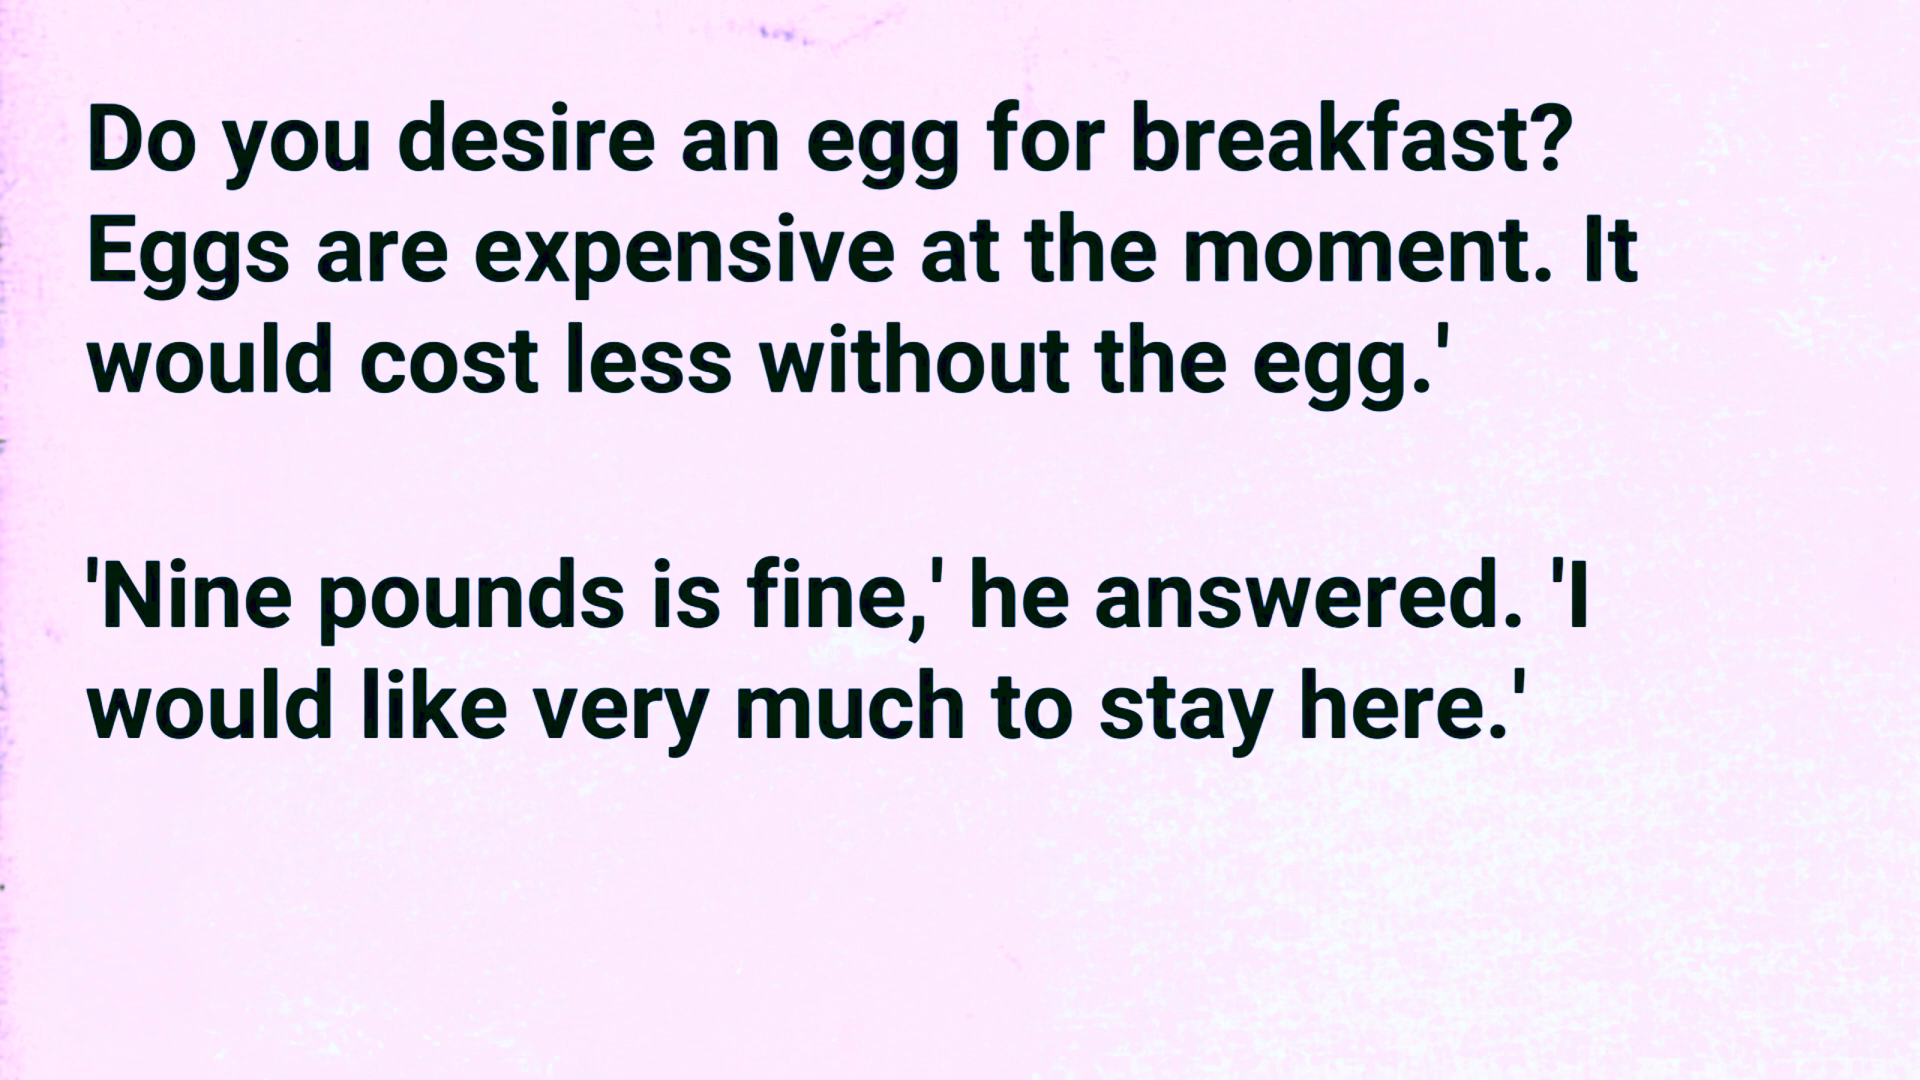 Do you desire an egg for breakfast?
Eggs are expensive at the moment. It
would cost less without the egg.'
'Nine pounds is fine,' he answered. 'I
would like very much to stay here.'